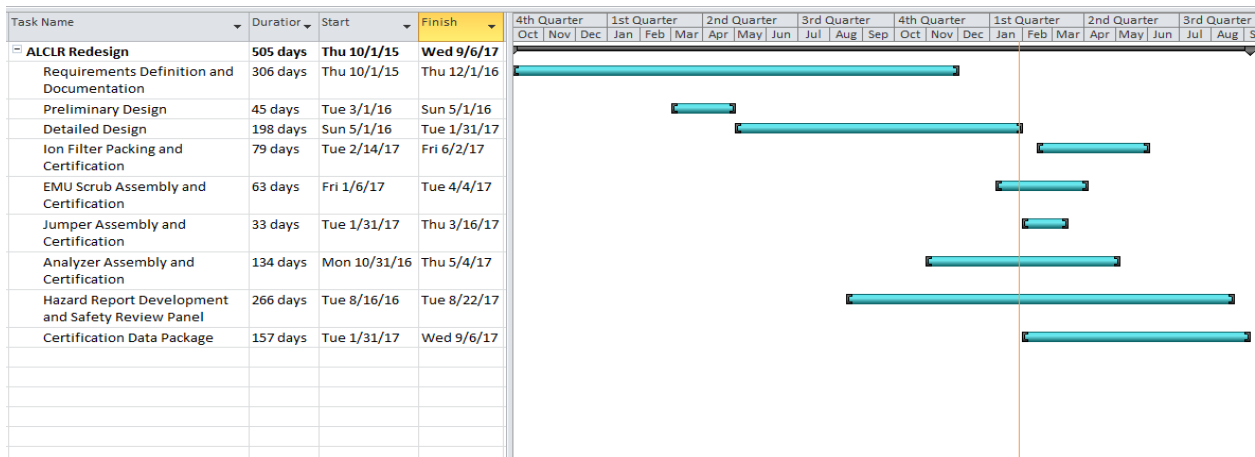 Task Name Duration Start Finish 4th Quarter 1st Quarter 2nd Quarter 3rd Quarter 4th Quarter 1st Quarter 2nd Quarter 3rd Quarter
Oct Nov Dec Jan Feb Mar Apr May Jun Jul Aug Sep Oct Nov Dec Jan Feb Mar Apr May Jun Jul Aug S
ALCLR Redesign 505 days Thu 10/1/15 Wed 9/6/17
Requirements Definition and 306 days Thu 10/1/15 Thu 12/1/16
Documentation
Preliminary Design 45 days Tue 3/1/16 Sun 5/1/16
Detailed Design 198 days Sun 5/1/16 Tue 1/31/17
Ion Filter Packing and 79 days Tue 2/14/17 Fri 6/2/17
Certification
EMU Scrub Assembly and 63 days Fri 1/6/17 Tue 4/4/17
Certification
Jumper Assembly and 33 days Tue 1/31/17 Thu 3/16/17
Certification
Analyzer Assembly and 134 days Mon 10/31/16 Thu 5/4/17
Certification
Hazard Report Development 266 days Tue 8/16/16 Tue 8/22/17
and Safety Review Panel
Certification Data Package 157 days Tue 1/31/17 Wed 9/6/17